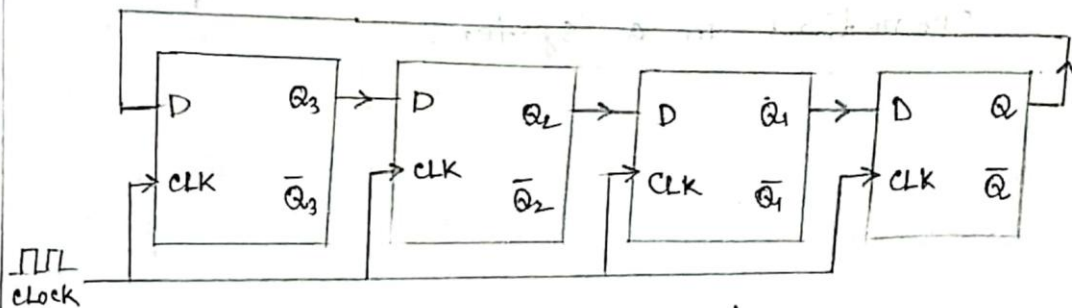 D Q₃ D Q₂ D Q₁ D Q
CLK Q̅₃ CLK Q̅₂ CLK Q̅₁ CLK Q̅
CLOCK